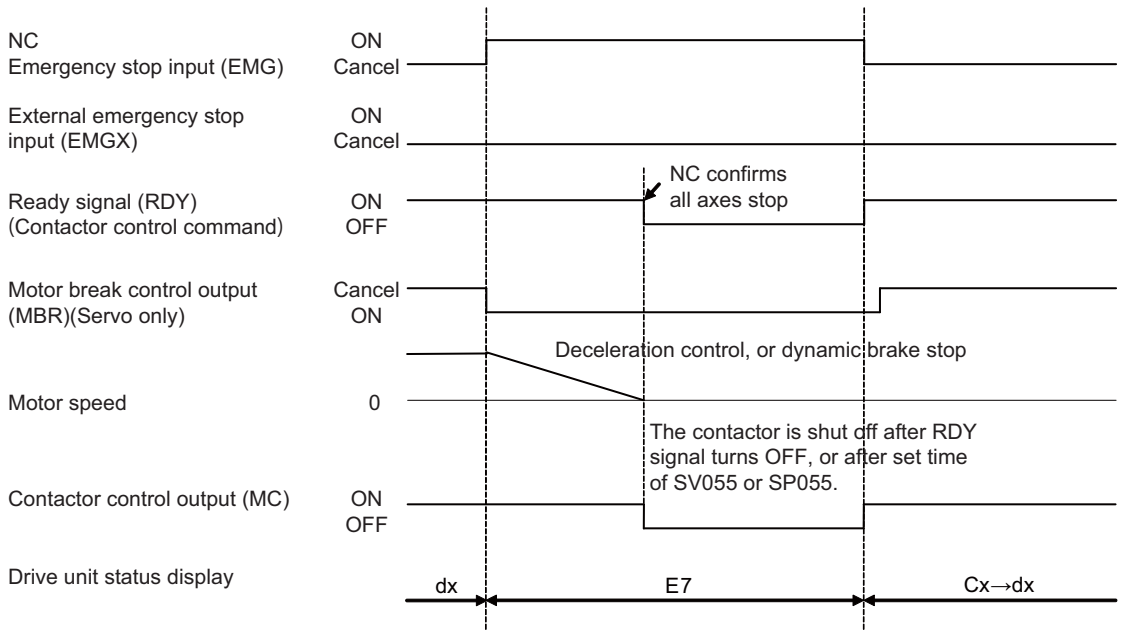 NC ON
Emergency stop input (EMG) Cancel
External emergency stop ON
input (EMGX) Cancel
NC confirms
all axes stop
Ready signal (RDY) ON
(Contactor control command) OFF
Motor break control output Cancel
(MBR)(Servo only) ON
Deceleration control, or dynamic brake stop
Motor speed 0
The contactor is shut off after RDY
signal turns OFF, or after set time
of SV055 or SP055.
Contactor control output (MC) ON
OFF
Drive unit status display dx E7 Cx→dx